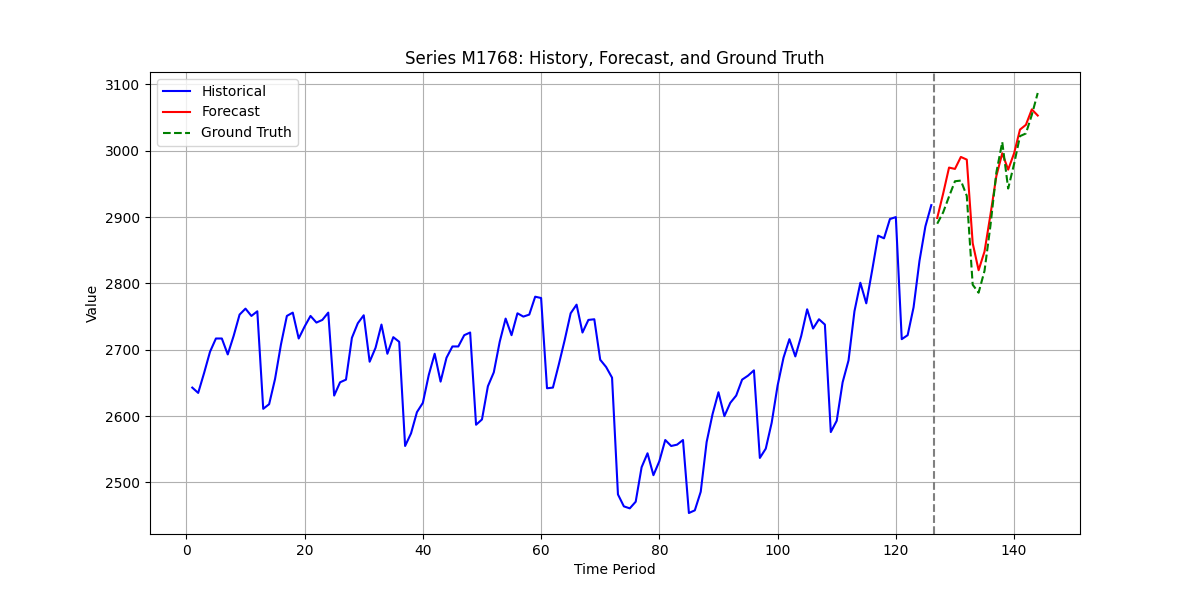 Series M1768: History, Forecast, and Ground Truth
Historical
Forecast
Ground Truth
3100
3000
2900
2800
2700
2600
2500
Value
0 20 40 60 80 100 120 140
Time Period